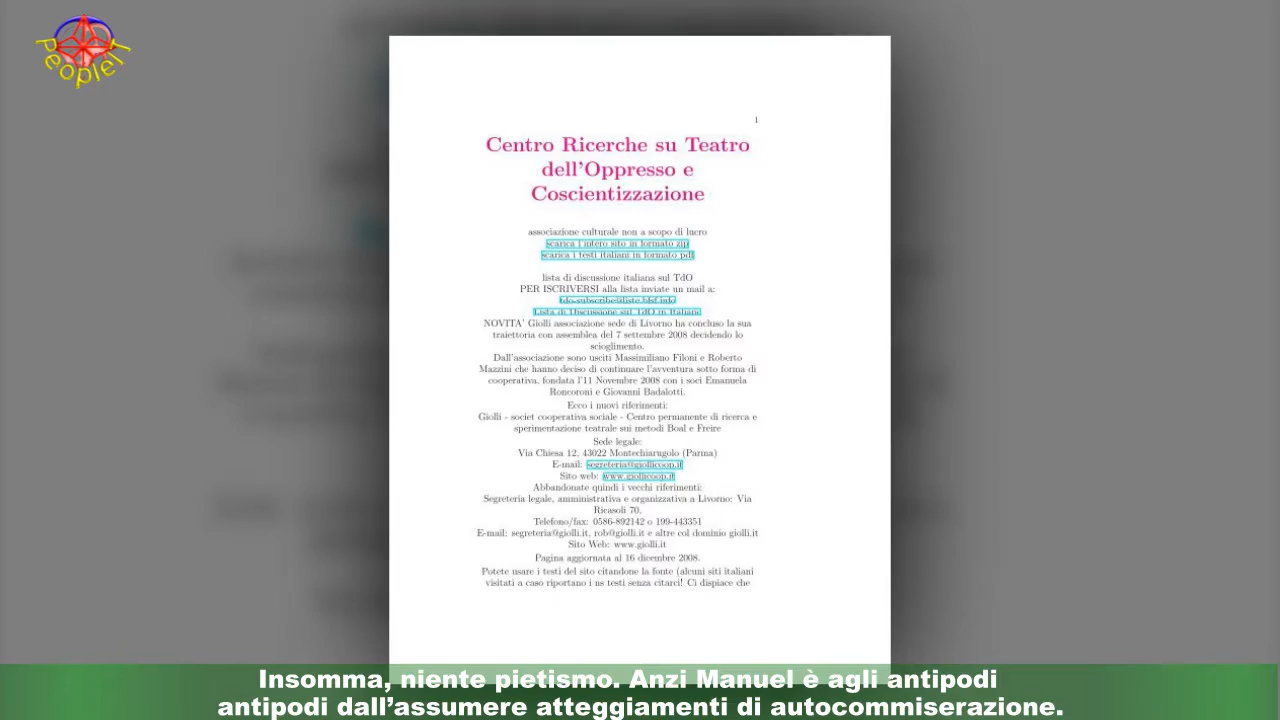 PeopleIT
1
Centro Ricerche su Teatro
dell'Oppresso e
Coscientizzazione
associazione culturale non a scopo di lucro
scarica l'intero sito in formato zip
scarica i testi italiani in formato pdf
lista di discussione italiana sul TdO
PER ISCRIVERSI alla lista inviate un mail a:
tdo-subscribe@liste.bfsf.info
Lista di Discussione sul TdO in Italiano
NOVITA' Giolli associazione sede di Livorno ha concluso la sua
traiettoria con assemblea del 7 settembre 2008 decidendo lo
scioglimento.
Dall'associazione sono usciti Massimiliano Filoni e Roberto
Mazzini che hanno deciso di continuare l'avventura sotto forma di
cooperativa, fondata l'11 Novembre 2008 con i soci Emanuela
Roncoroni e Giovanni Badalotti.
Ecco i nuovi riferimenti:
Giolli - societ cooperativa sociale - Centro permanente di ricerca e
sperimentazione teatrale sui metodi Boal e Freire
Sede legale:
Via Chiesa 12, 43022 Montechiarugolo (Parma)
E-mail: segreteria@giollicoop.it
Sito web: www.giollicoop.it
Abbandonate quindi i vecchi riferimenti:
Segreteria legale, amministrativa e organizzativa a Livorno: Via
Ricasoli 70.
Telefono/fax: 0586-892142 o 199-443351
E-mail: segreteria@giolli.it, rob@giolli.it e altre col dominio giolli.it
Sito Web: www.giolli.it
Pagina aggiornata al 16 dicembre 2008.
Potete usare i testi del sito citandone la fonte (alcuni siti italiani
visitati a caso riportano i ns testi senza citarci! Ci dispiace che
Insomma, niente pietismo. Anzi Manuel è agli antipodi
antipodi dall'assumere atteggiamenti di autocommiserazione.